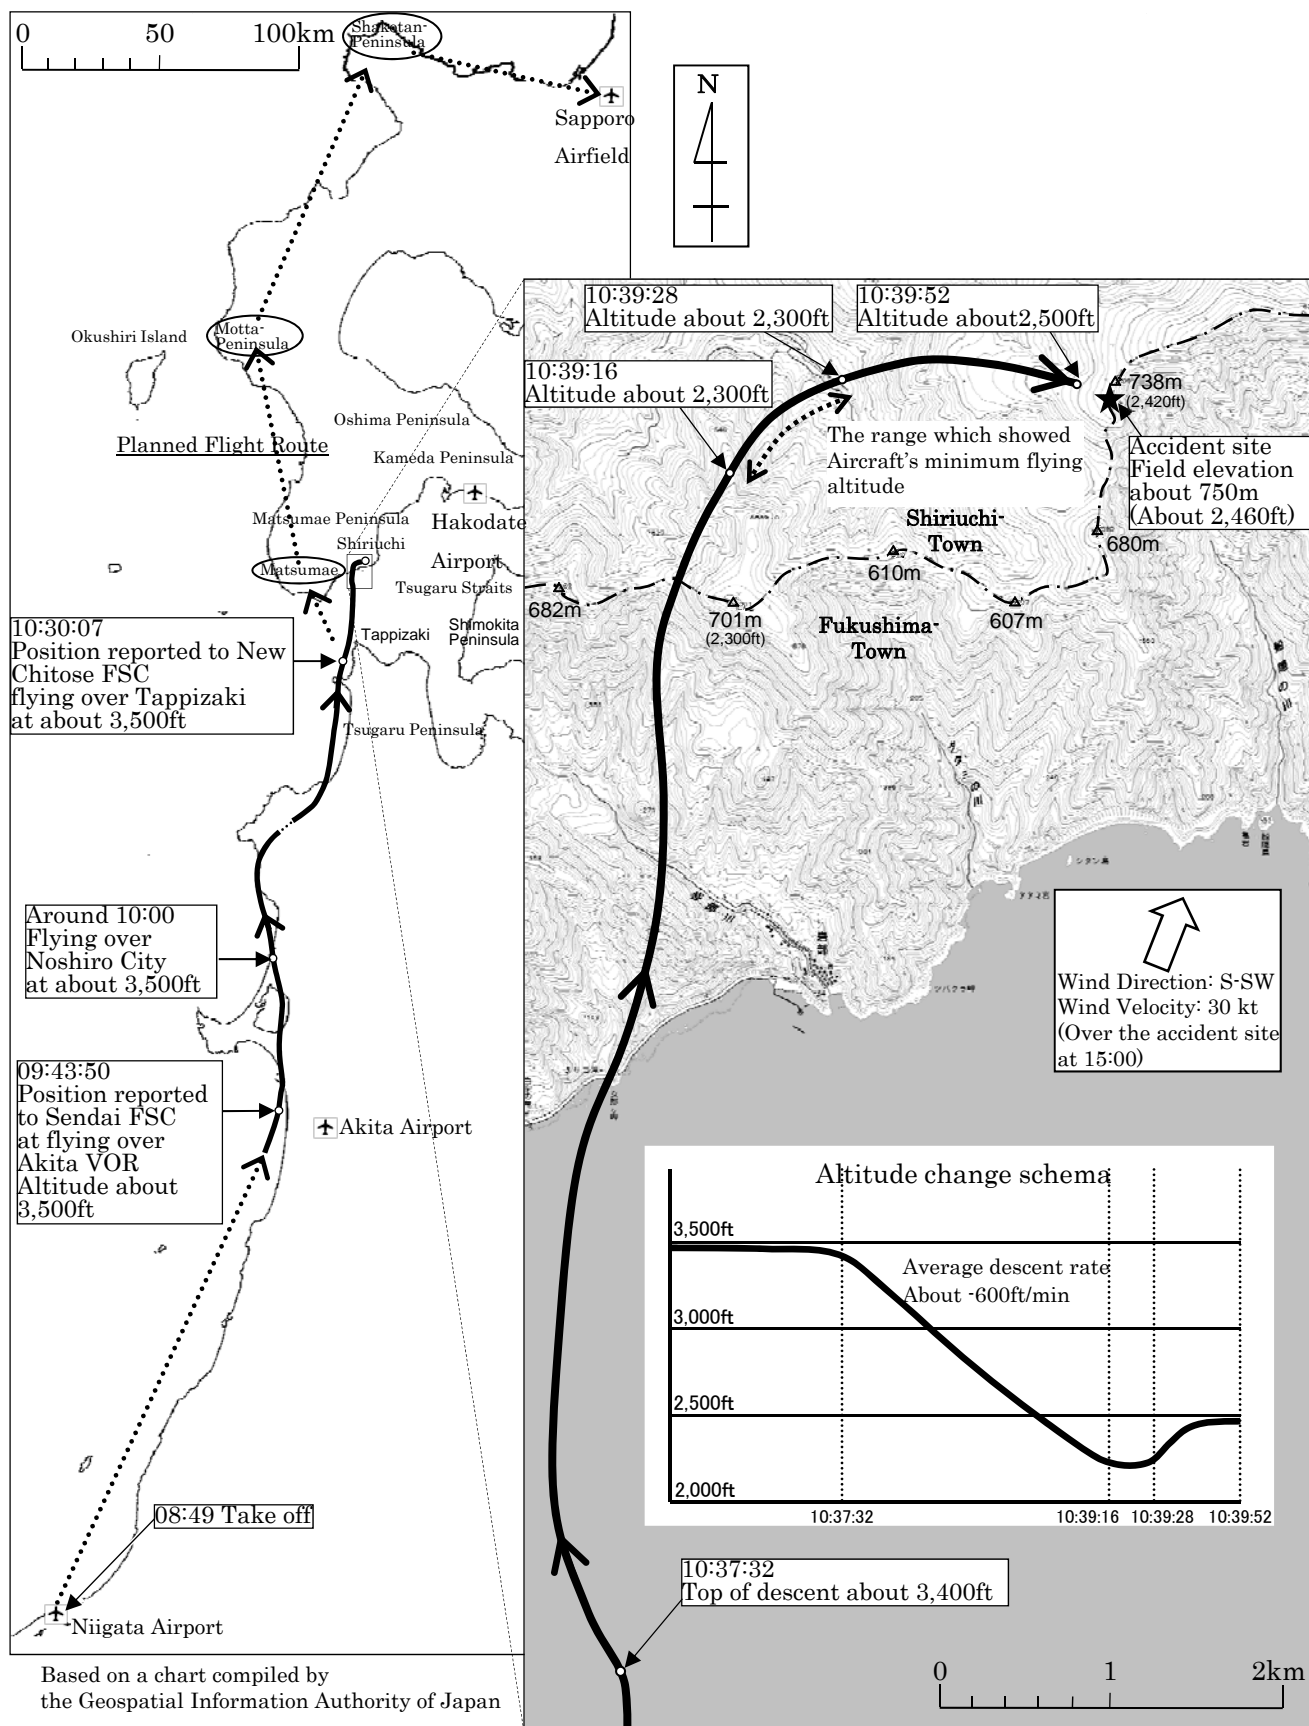 0 50 100km
Shakotan-
Peninsula
Sapporo
Airfield
N
Okushiri Island
Motta-
Peninsula
Oshima Peninsula
Planned Flight Route
Kameda Peninsula
Hakodate
Airport
Matsumae Peninsula
Shiriuchi
Matsumae
Tsugaru Straits
Tappizaki
Shimokita
Peninsula
10:30:07
Position reported to New
Chitose FSC
flying over Tappizaki
at about 3,500ft
Tsugaru Peninsula
Around 10:00
Flying over
Noshiro City
at about 3,500ft
09:43:50
Position reported
to Sendai FSC
at flying over
Akita VOR
Altitude about
3,500ft
Akita Airport
08:49 Take off
Niigata Airport
Based on a chart compiled by
the Geospatial Information Authority of Japan
10:39:28
Altitude about 2,300ft
10:39:52
Altitude about2,500ft
10:39:16
Altitude about 2,300ft
738m
(2,420ft)
The range which showed
Aircraft's minimum flying
altitude
Accident site
Field elevation
about 750m
(About 2,460ft)
Shiriuchi-
Town
680m
610m
682m
701m
(2,300ft)
607m
Fukushima-
Town
Wind Direction: S-SW
Wind Velocity: 30 kt
(Over the accident site
at 15:00)
Altitude change schema
3,500ft
Average descent rate
About -600ft/min
3,000ft
2,500ft
2,000ft
10:37:32 10:39:16 10:39:28 10:39:52
10:37:32
Top of descent about 3,400ft
0 1 2km